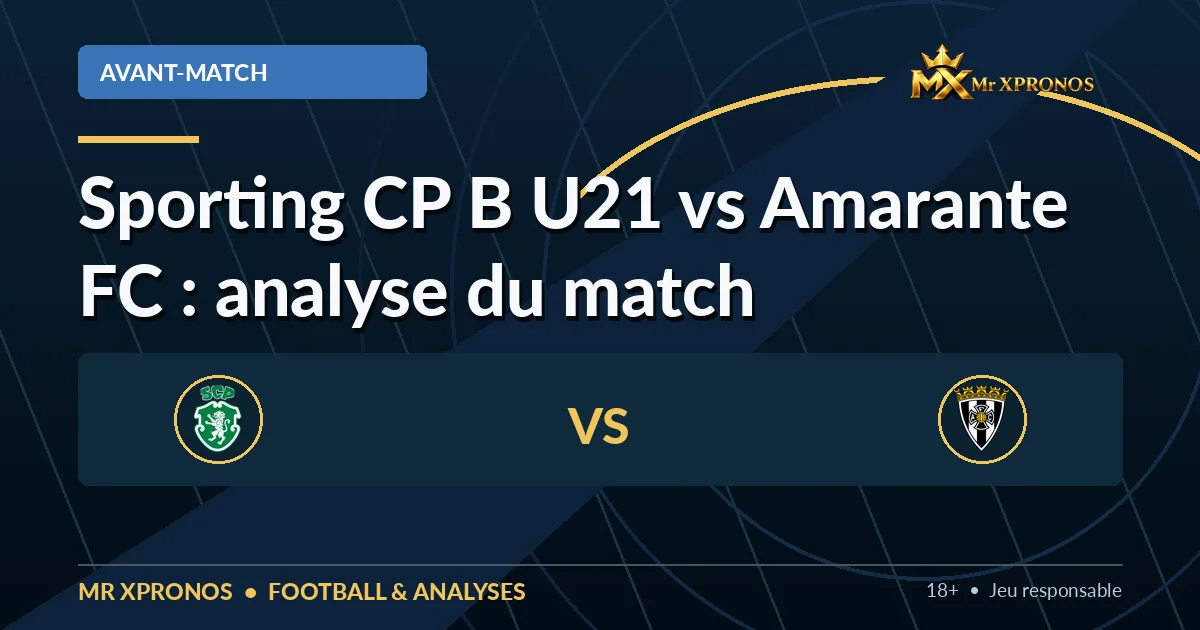 AVANT-MATCH
MX Mr XPRONOS
Sporting CP B U21 vs Amarante
FC : analyse du match
SCP
VS
MR XPRONOS • FOOTBALL & ANALYSES
18+ • Jeu responsable